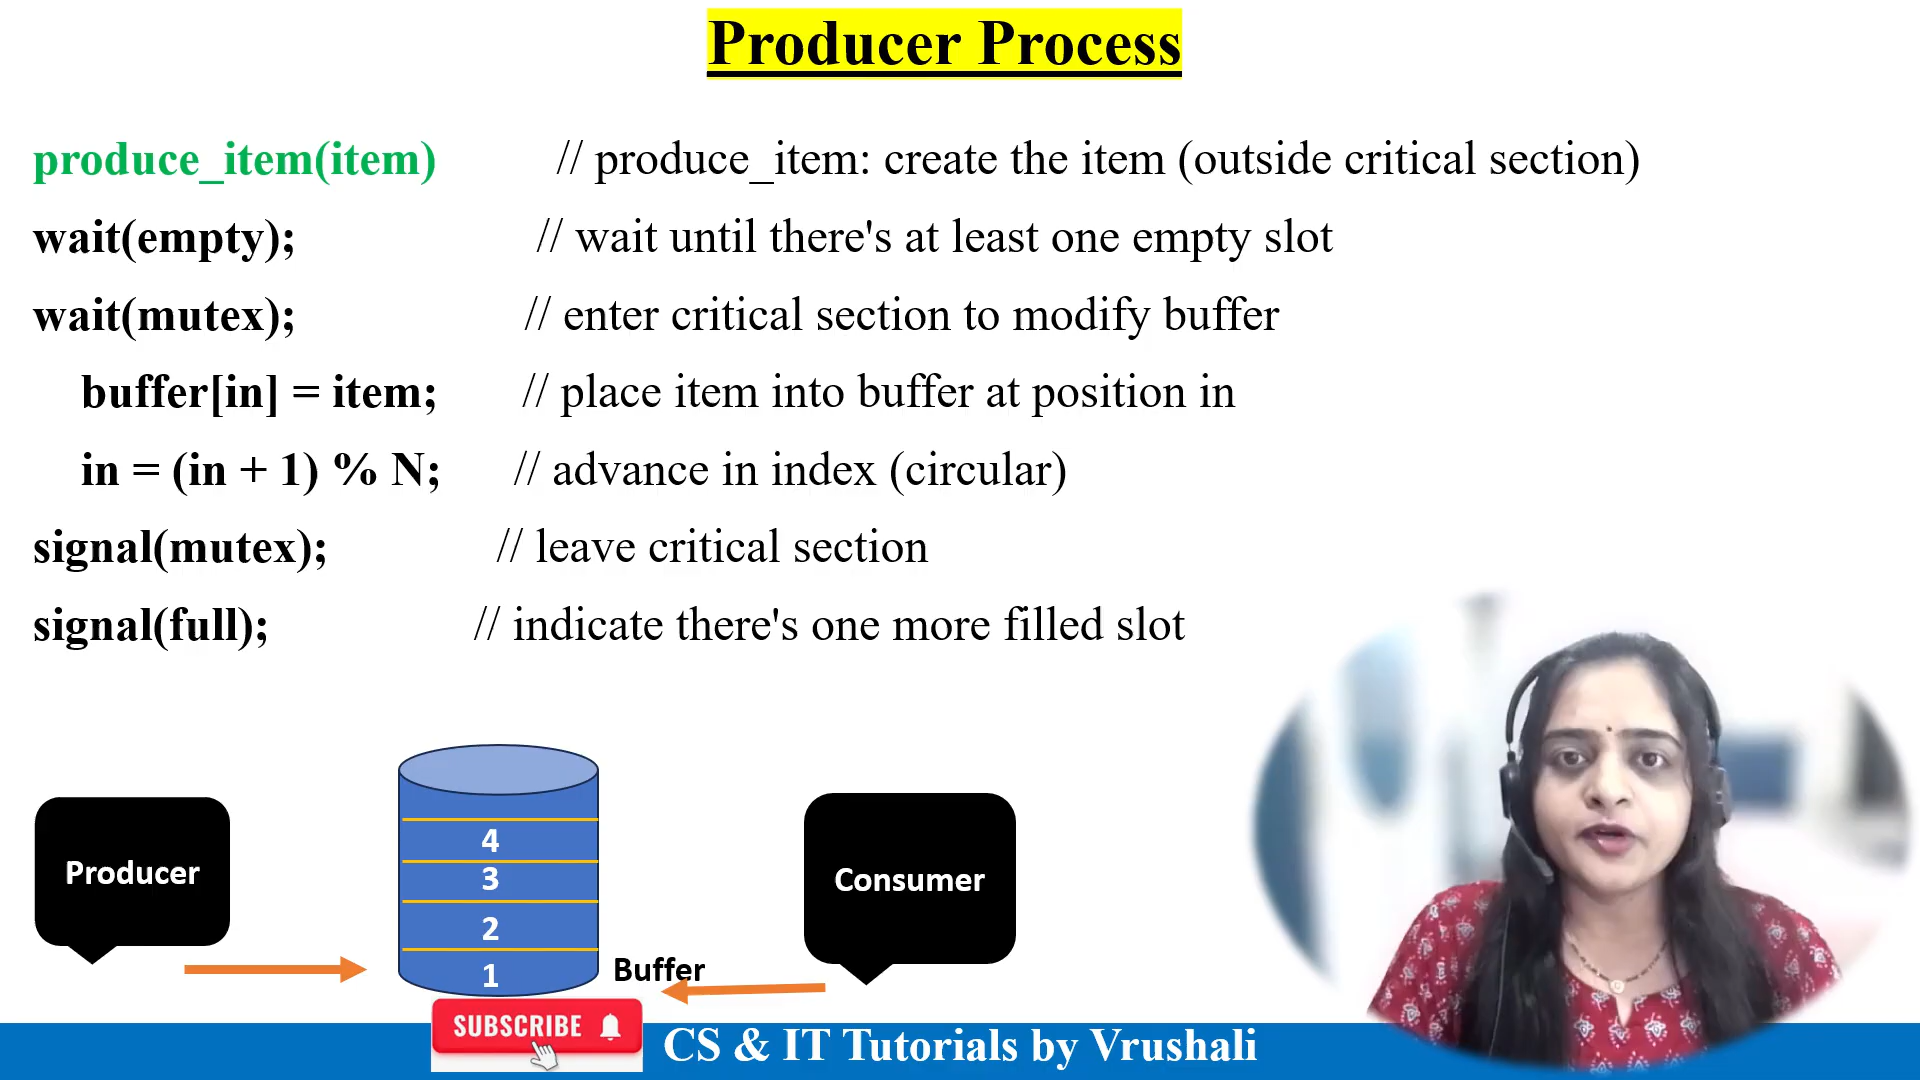 Producer Process
produce_item(item) // produce_item: create the item (outside critical section)
wait(empty); // wait until there's at least one empty slot
wait(mutex); // enter critical section to modify buffer
buffer[in] = item; // place item into buffer at position in
in = (in + 1) % N; // advance in index (circular)
signal(mutex); // leave critical section
signal(full); // indicate there's one more filled slot
Producer
4
3
2
1
Buffer
Consumer
SUBSCRIBE
CS & IT Tutorials by Vrushali